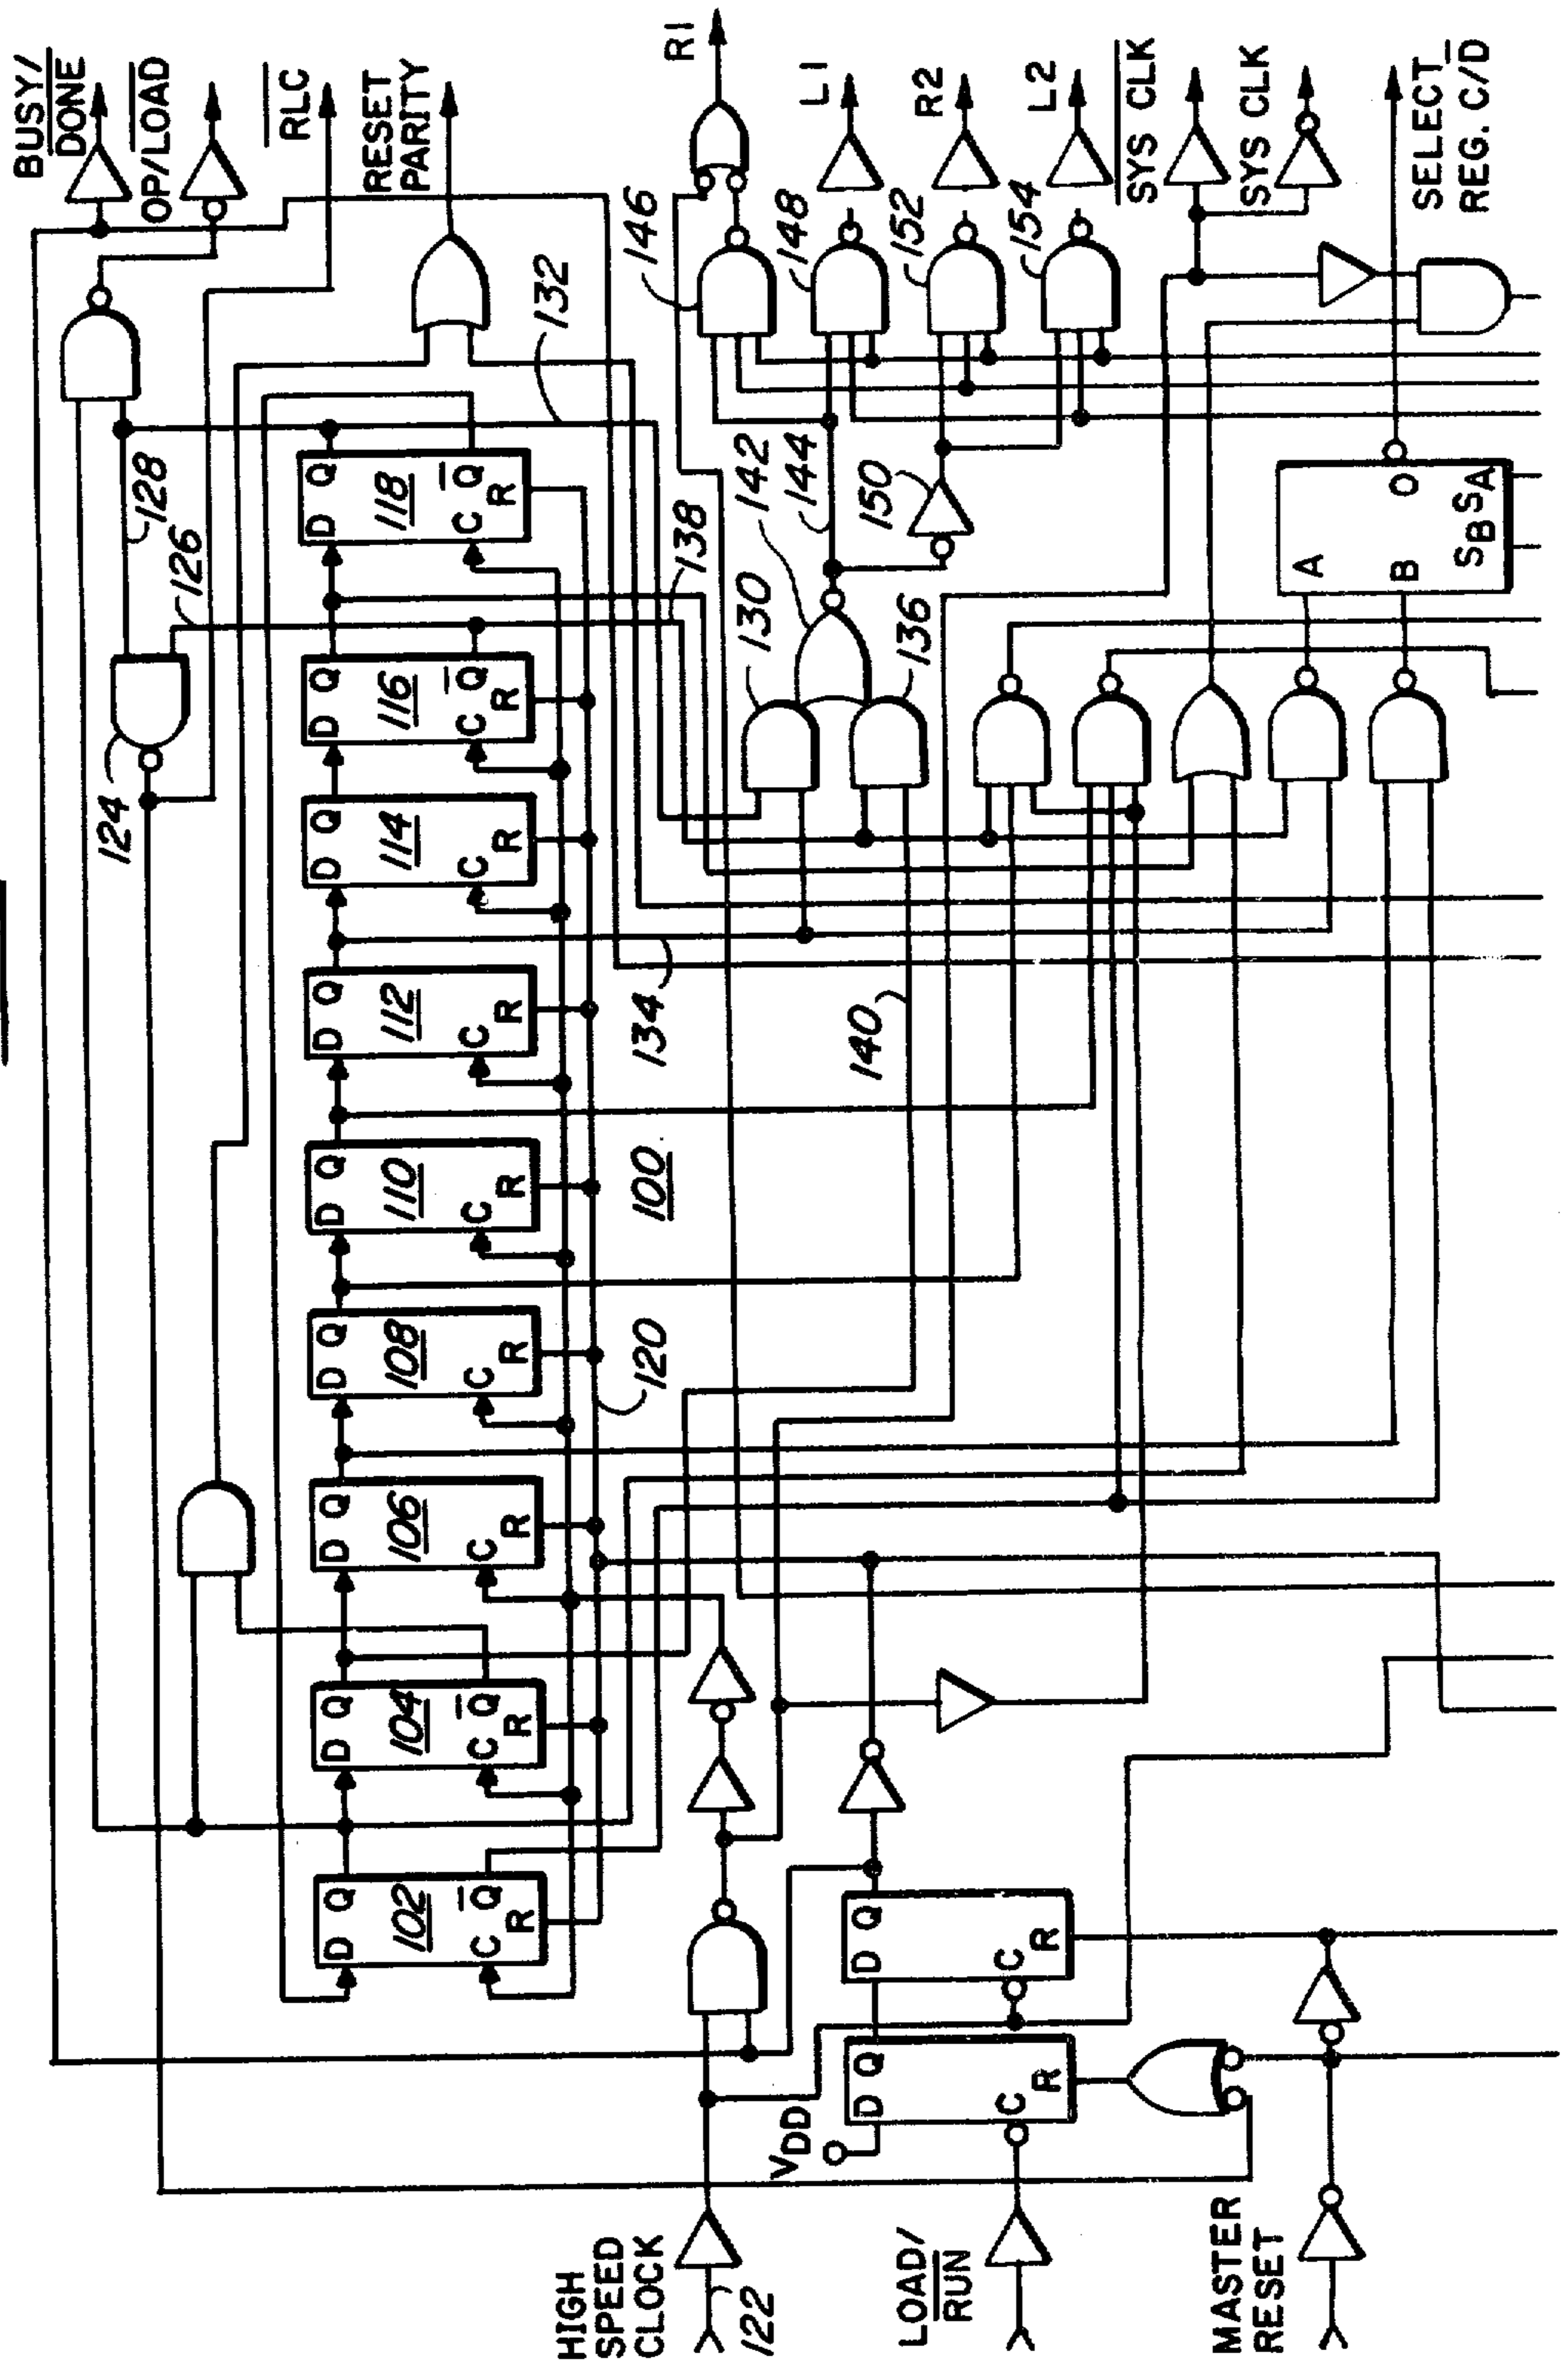 BUSY/
DONE
OP/LOAD
RLC
RESET
PARITY
R1
L1
R2
L2
SYS CLK
SYS CLK
SELECT
REG. C/D
128
126
124
132
138
146
148
152
154
142
144
150
130
136
134
140
100
120
D Q
102
C Q
R
D Q
104
C Q
R
D Q
106
C
R
D Q
108
C
R
D Q
110
C
R
D Q
112
C
R
D Q
114
C
R
D Q
116
C Q
R
D Q
118
C Q
R
A
B O
SB SA
HIGH
SPEED
CLOCK
122
VDD
D Q
C
R
D Q
C
R
LOAD/
RUN
MASTER
RESET